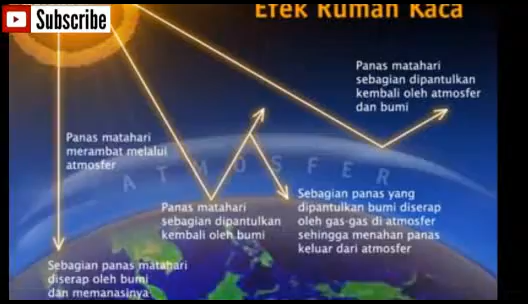 Subscribe
Efek Rumah Kaca
Panas matahari
sebagian dipantulkan
kembali oleh atmosfer
dan bumi
Panas matahari
merambat melalui
atmosfer
ATMOSFER
Panas matahari
sebagian dipantulkan
kembali oleh bumi
Sebagian panas yang
dipantulkan bumi diserap
oleh gas-gas di atmosfer
sehingga menahan panas
keluar dari atmosfer
Sebagian panas matahari
diserap oleh bumi
dan memanasinya